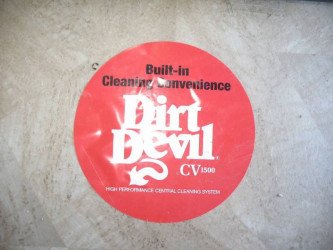 Built-in
Cleaning Convenience
Dirt
Devil®
CV1500
HIGH PERFORMANCE CENTRAL CLEANING SYSTEM